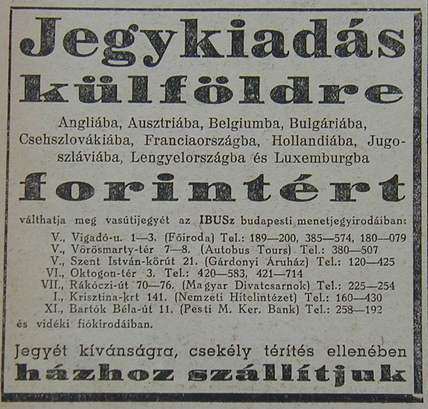 Jegykiadás
külföldre
Angliába, Ausztriába, Belgiumba, Bulgáriába,
Csehszlovákiába, Franciaországba, Hollandiába, Jugo-
szláviába, Lengyelországba és Luxemburgba
forintért
válthatja meg vasútijegyét az IBUSz budapesti menetjegyirodáiban:
V., Vigadó-u. 1—3. (Főiroda) Tel.: 189—200, 385—574, 180—079
V., Vörösmarty-tér 7—8. (Autobus Tours) Tel.: 380—507
V., Szent István-körút 21. (Gárdonyi Áruház) Tel.: 120—425
VI., Oktogon-tér 3. Tel.: 420—583, 421—714
VII., Rákóczi-út 70—76. (Magyar Divatcsarnok) Tel.: 225—254
I., Krisztina-krt 141. (Nemzeti Hitelintézet) Tel.: 160—430
XI., Bartók Béla-út 11. (Pesti M. Ker. Bank) Tel.: 258—192
és vidéki fiókirodáiban.
Jegyét kívánságra, csekély térítés ellenében
házhoz szállítjuk